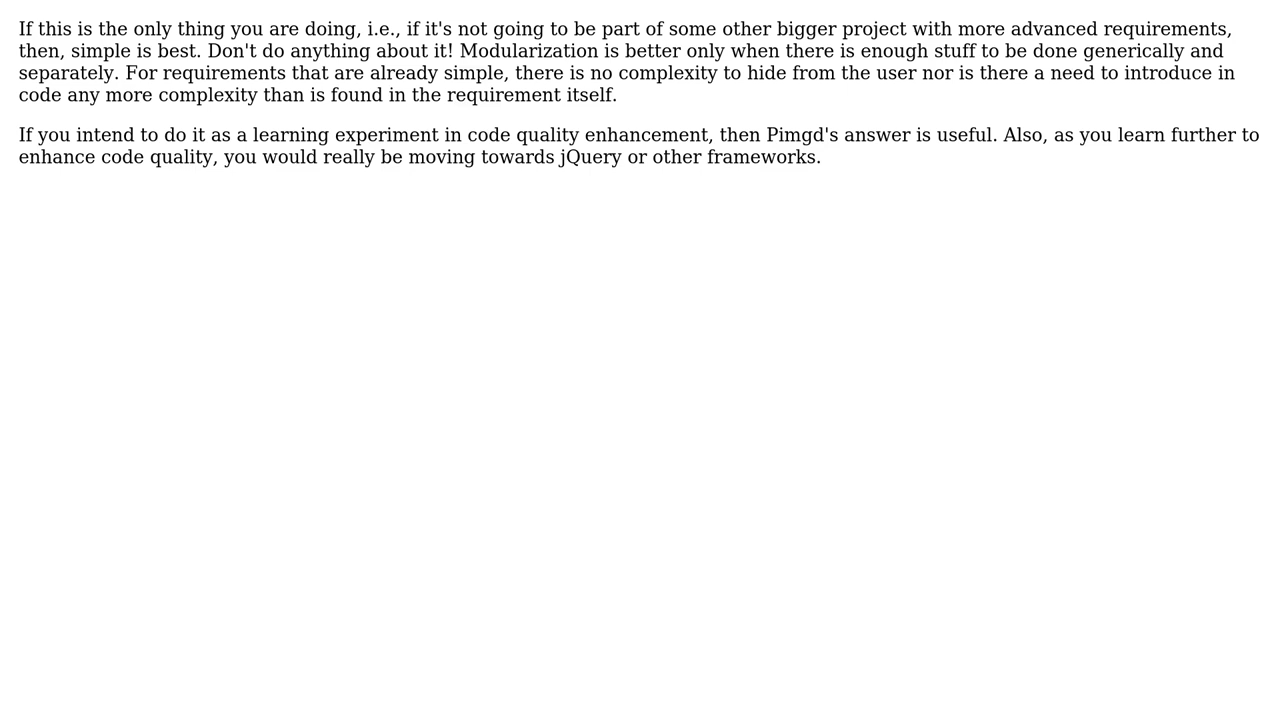 If this is the only thing you are doing, i.e., if it's not going to be part of some other bigger project with more advanced requirements,
then, simple is best. Don't do anything about it! Modularization is better only when there is enough stuff to be done generically and
separately. For requirements that are already simple, there is no complexity to hide from the user nor is there a need to introduce in
code any more complexity than is found in the requirement itself.
If you intend to do it as a learning experiment in code quality enhancement, then Pimgd's answer is useful. Also, as you learn further to
enhance code quality, you would really be moving towards jQuery or other frameworks.